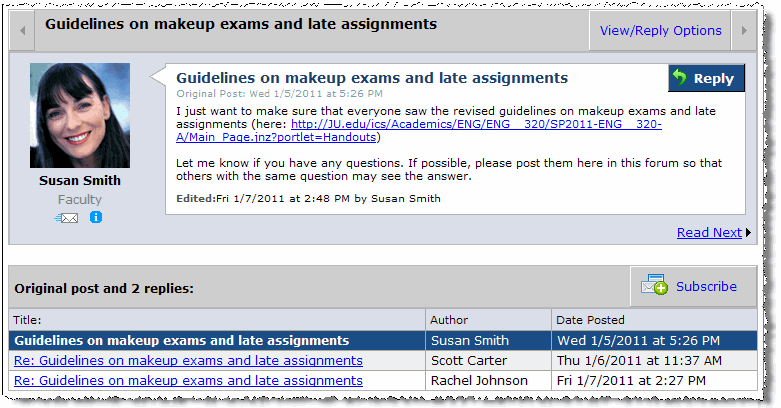 Guidelines on makeup exams and late assignments
View/Reply Options
Guidelines on makeup exams and late assignments
Reply
Original Post: Wed 1/5/2011 at 5:26 PM
I just want to make sure that everyone saw the revised guidelines on makeup exams and late
assignments (here: http://JU.edu/ics/Academics/ENG/ENG__320/SP2011-ENG__320-
A/Main_Page.jnz?portlet=Handouts)
Let me know if you have any questions. If possible, please post them here in this forum so that
others with the same question may see the answer.
Edited:Fri 1/7/2011 at 2:48 PM by Susan Smith
Susan Smith
Faculty
Read Next
Original post and 2 replies:
Subscribe
Title: Author Date Posted
Guidelines on makeup exams and late assignments Susan Smith Wed 1/5/2011 at 5:26 PM
Re: Guidelines on makeup exams and late assignments Scott Carter Thu 1/6/2011 at 11:37 AM
Re: Guidelines on makeup exams and late assignments Rachel Johnson Fri 1/7/2011 at 2:27 PM